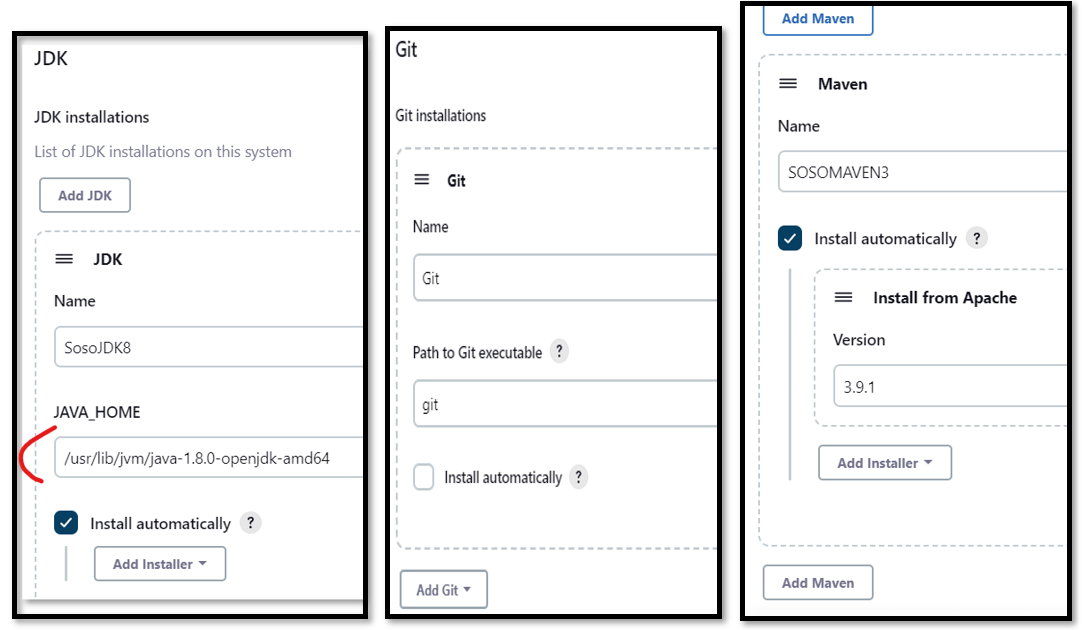 JDK
JDK installations
List of JDK installations on this system
Add JDK
JDK
Name
SosoJDK8
JAVA_HOME
/usr/lib/jvm/java-1.8.0-openjdk-amd64
Install automatically ?
Add Installer
Git
Git installations
Git
Name
Git
Path to Git executable ?
git
Install automatically ?
Add Git
Add Maven
Maven
Name
SOSOMAVEN3
Install automatically ?
Install from Apache
Version
3.9.1
Add Installer
Add Maven